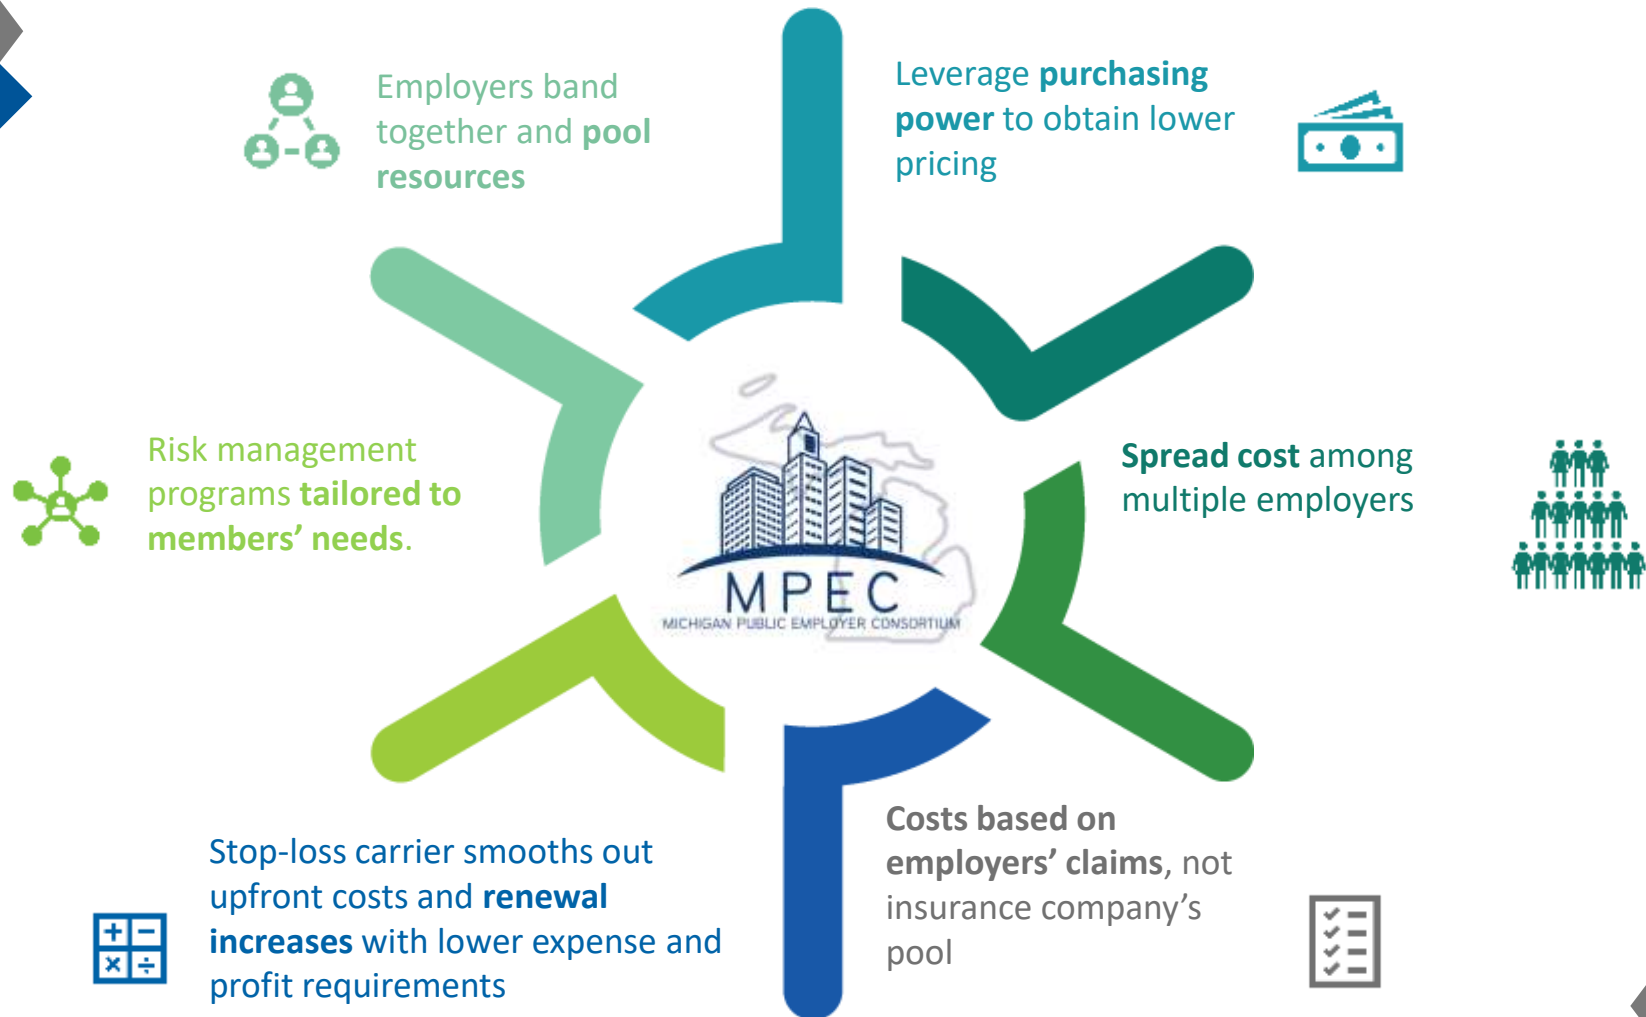 Employers band
together and pool
resources
Leverage purchasing
power to obtain lower
pricing
Risk management
programs tailored to
members’ needs.
Spread cost among
multiple employers
MPEC
MICHIGAN PUBLIC EMPLOYER CONSORTIUM
Stop-loss carrier smooths out
upfront costs and renewal
increases with lower expense and
profit requirements
Costs based on
employers’ claims, not
insurance company’s
pool